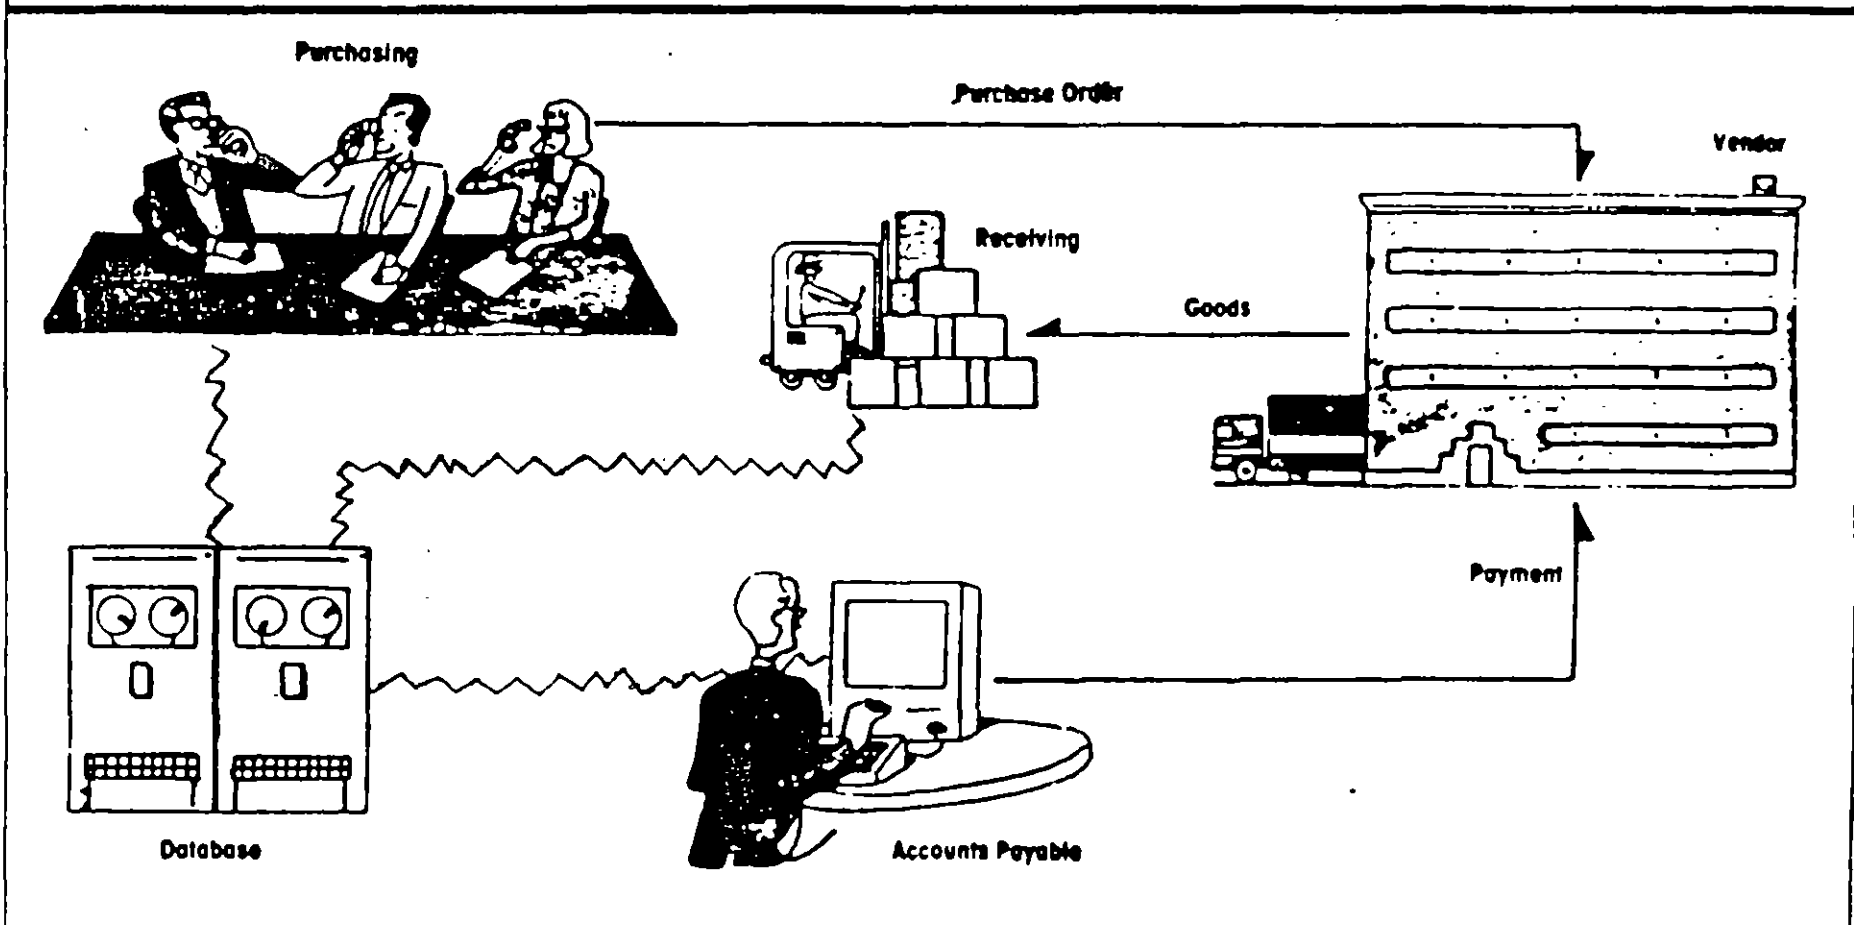 Purchasing
Purchase Order
Vendor
Receiving
Goods
Payment
Database
Accounts Payable